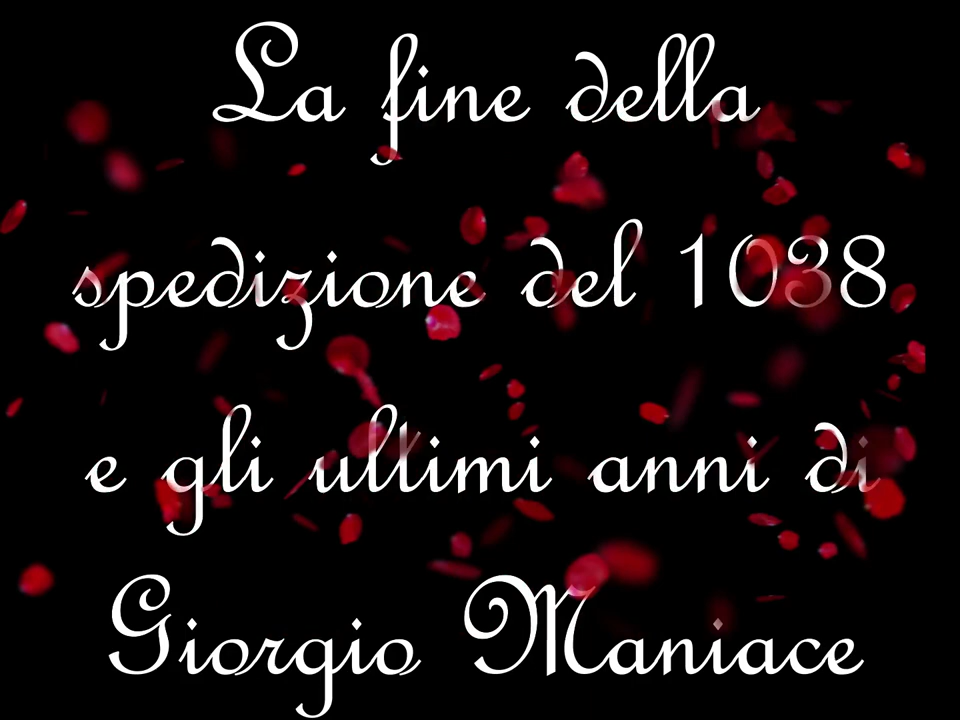 La fine della
spedizione del 1038
e gli ultimi anni di
Giorgio Maniace